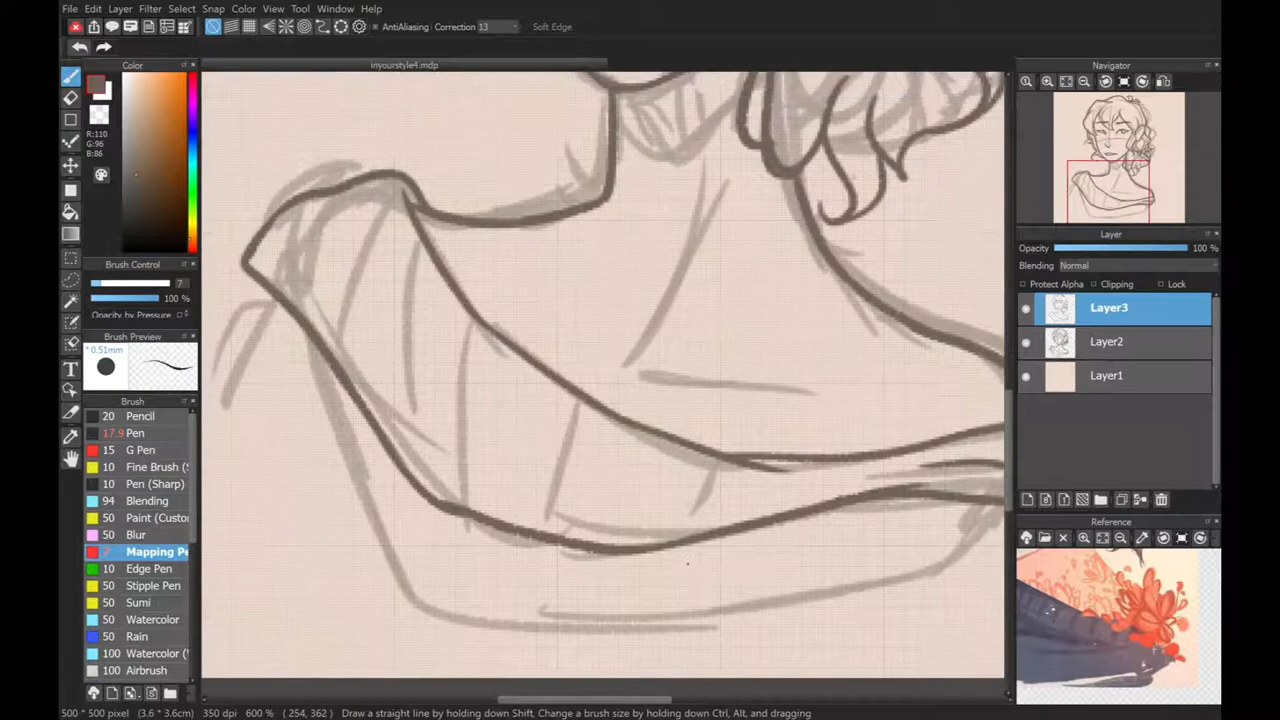 File Edit Layer Filter Select Snap Color View Tool Window Help
AntiAliasing Correction 13 Soft Edge
inyourstyle4.mdp
Color
R:110
G:96
B:86
Brush Control
7
100 %
Opacity by Pressure
Brush Preview
* 0.51mm
Brush
20 Pencil
17.9 Pen
15 G Pen
10 Fine Brush (S
10 Pen (Sharp)
94 Blending
50 Paint (Custo
50 Blur
7 Mapping Pe
10 Edge Pen
50 Stipple Pen
50 Sumi
50 Watercolor
50 Rain
100 Watercolor (
100 Airbrush
Navigator
Layer
Opacity 100 %
Blending Normal
Protect Alpha Clipping Lock
Layer3
Layer2
Layer1
Reference
500 * 500 pixel (3.6 * 3.6cm) 350 dpi 600 % ( 254, 362 ) Draw a straight line by holding down Shift, Change a brush size by holding down Ctrl, Alt, and dragging